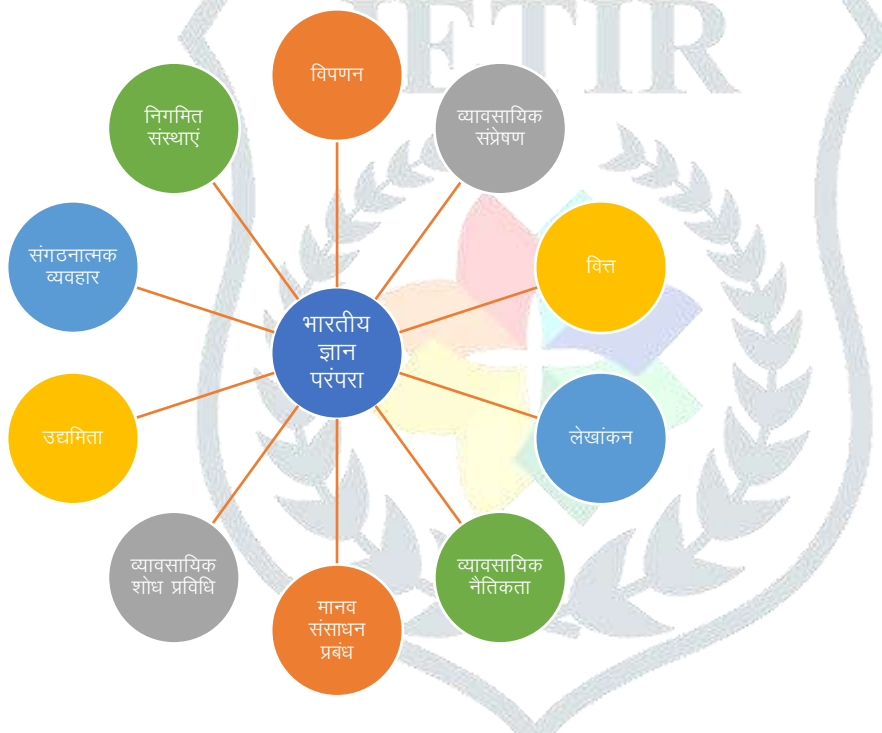 JETIR
विपणन
व्यावसायिक
संप्रेषण
वित्त
लेखांकन
व्यावसायिक
नैतिकता
मानव
संसाधन
प्रबंध
व्यावसायिक
शोध प्रविधि
उद्यमिता
संगठनात्मक
व्यवहार
निगमित
संस्थाएं
भारतीय
ज्ञान
परंपरा